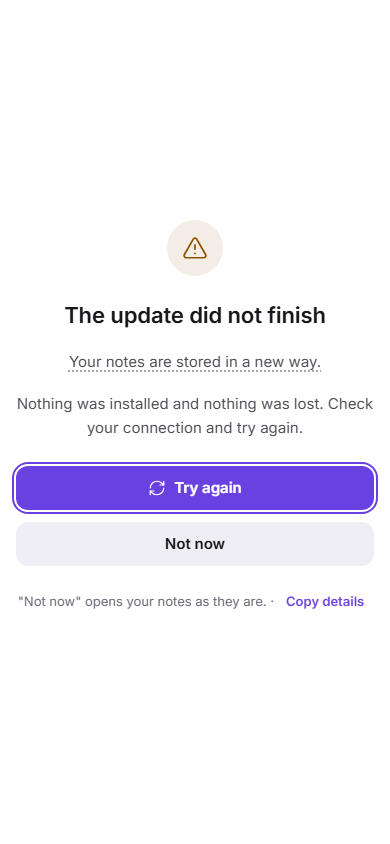 The update did not finish
Your notes are stored in a new way.
Nothing was installed and nothing was lost. Check
your connection and try again.
Try again
Not now
"Not now" opens your notes as they are. · Copy details